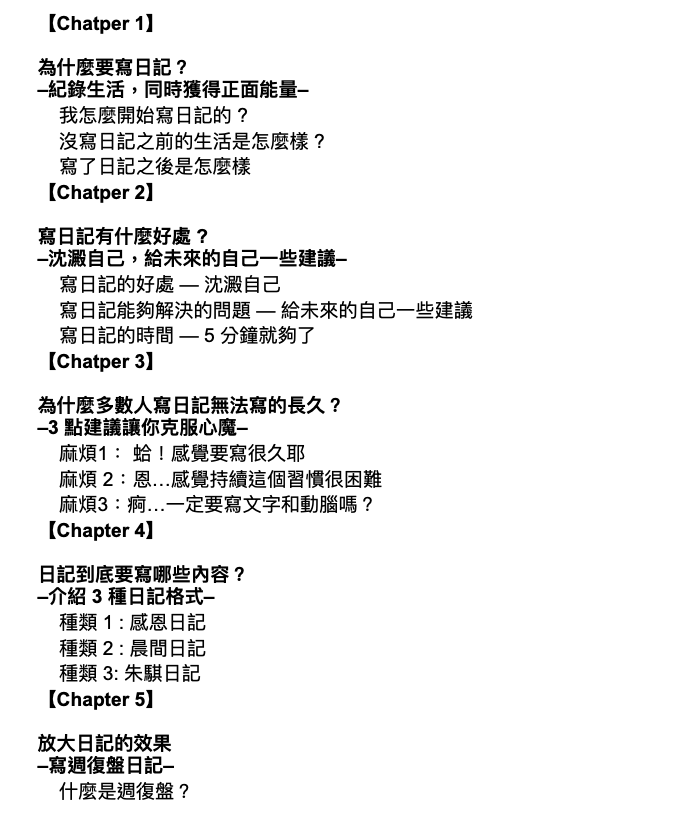 【Chatper 1】
為什麼要寫日記？
–紀錄生活，同時獲得正面能量–
我怎麼開始寫日記的？
沒寫日記之前的生活是怎麼樣？
寫了日記之後是怎麼樣
【Chatper 2】
寫日記有什麼好處？
–沈澱自己，給未來的自己一些建議–
寫日記的好處 — 沈澱自己
寫日記能夠解決的問題 — 給未來的自己一些建議
寫日記的時間 — 5 分鐘就夠了
【Chatper 3】
為什麼多數人寫日記無法寫的長久？
–3 點建議讓你克服心魔–
麻煩1： 蛤！感覺要寫很久耶
麻煩 2：恩…感覺持續這個習慣很困難
麻煩3：痾…一定要寫文字和動腦嗎？
【Chapter 4】
日記到底要寫哪些內容？
–介紹 3 種日記格式–
種類 1 : 感恩日記
種類 2 : 晨間日記
種類 3: 朱騏日記
【Chapter 5】
放大日記的效果
–寫週復盤日記–
什麼是週復盤？